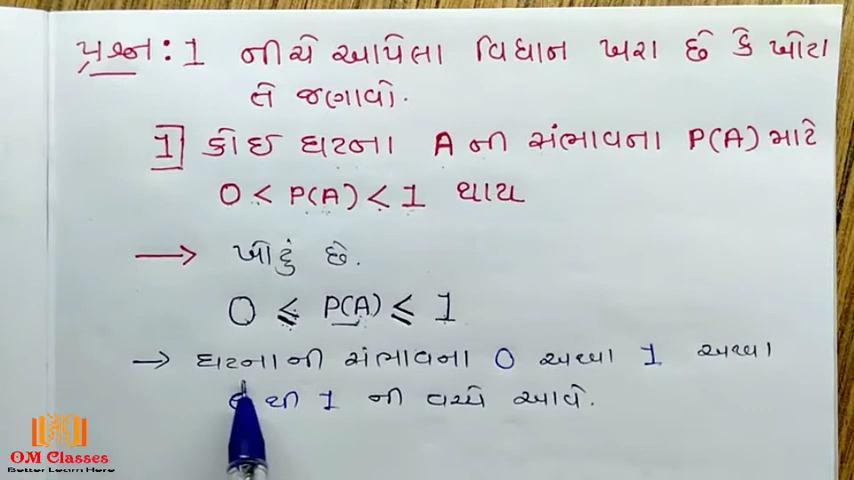 પ્રશ્ન : 1 નીચે આપેલા વિધાન ખરા છે કે ખોટા
તે જણાવો.
1 કોઈ ઘટના A ની સંભાવના P(A) માટે
0 < P(A) < 1 થાય
→ ખોટું છે.
0 ≤ P(A) ≤ 1
→ ઘટનાની સંભાવના 0 અથવા 1 અથવા
થી 1 ની વચ્ચે આવે.
OM Classes
Better Learn Here